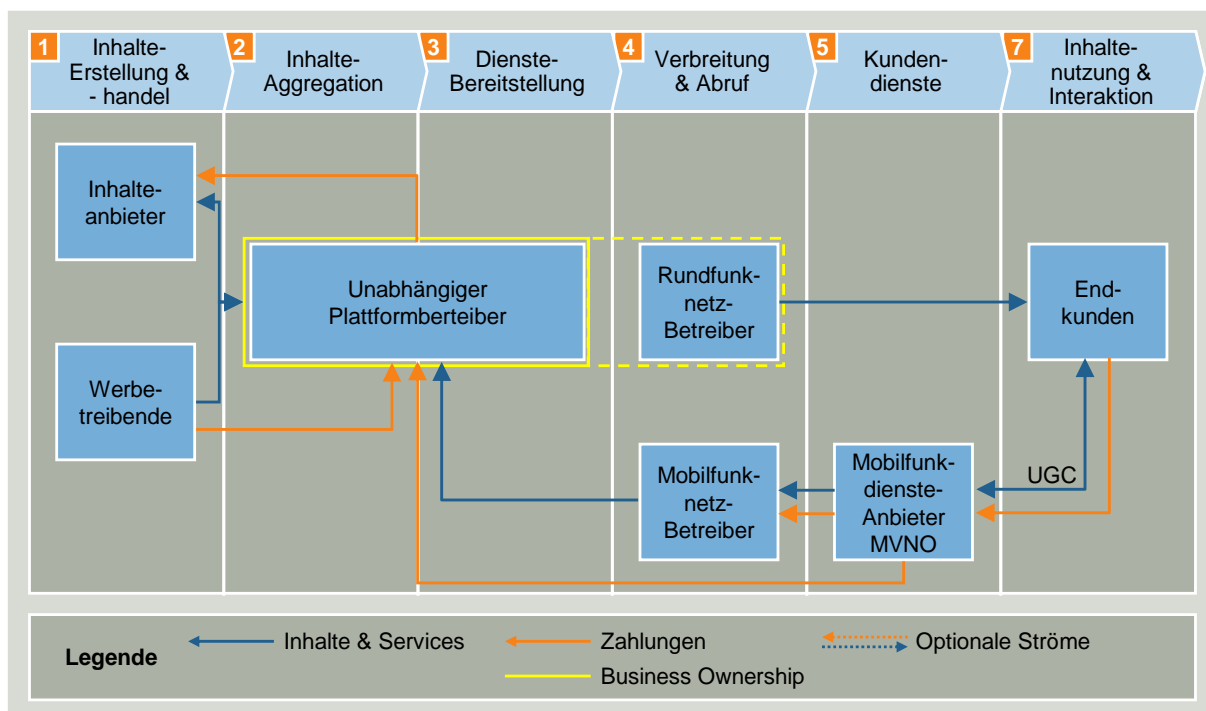 1
Inhalte-
Erstellung &
- handel
2
Inhalte-
Aggregation
3
Dienste-
Bereitstellung
4
Verbreitung
& Abruf
5
Kunden-
dienste
7
Inhalte-
nutzung &
Interaktion
Inhalte-
anbieter
Unabhängiger
Plattformberteiber
Rundfunk-
netz-
Betreiber
End-
kunden
Werbe-
treibende
Mobilfunk-
netz-
Betreiber
Mobilfunk-
dienste-
Anbieter
MVNO
UGC
Legende
Inhalte & Services
Zahlungen
Optionale Ströme
Business Ownership